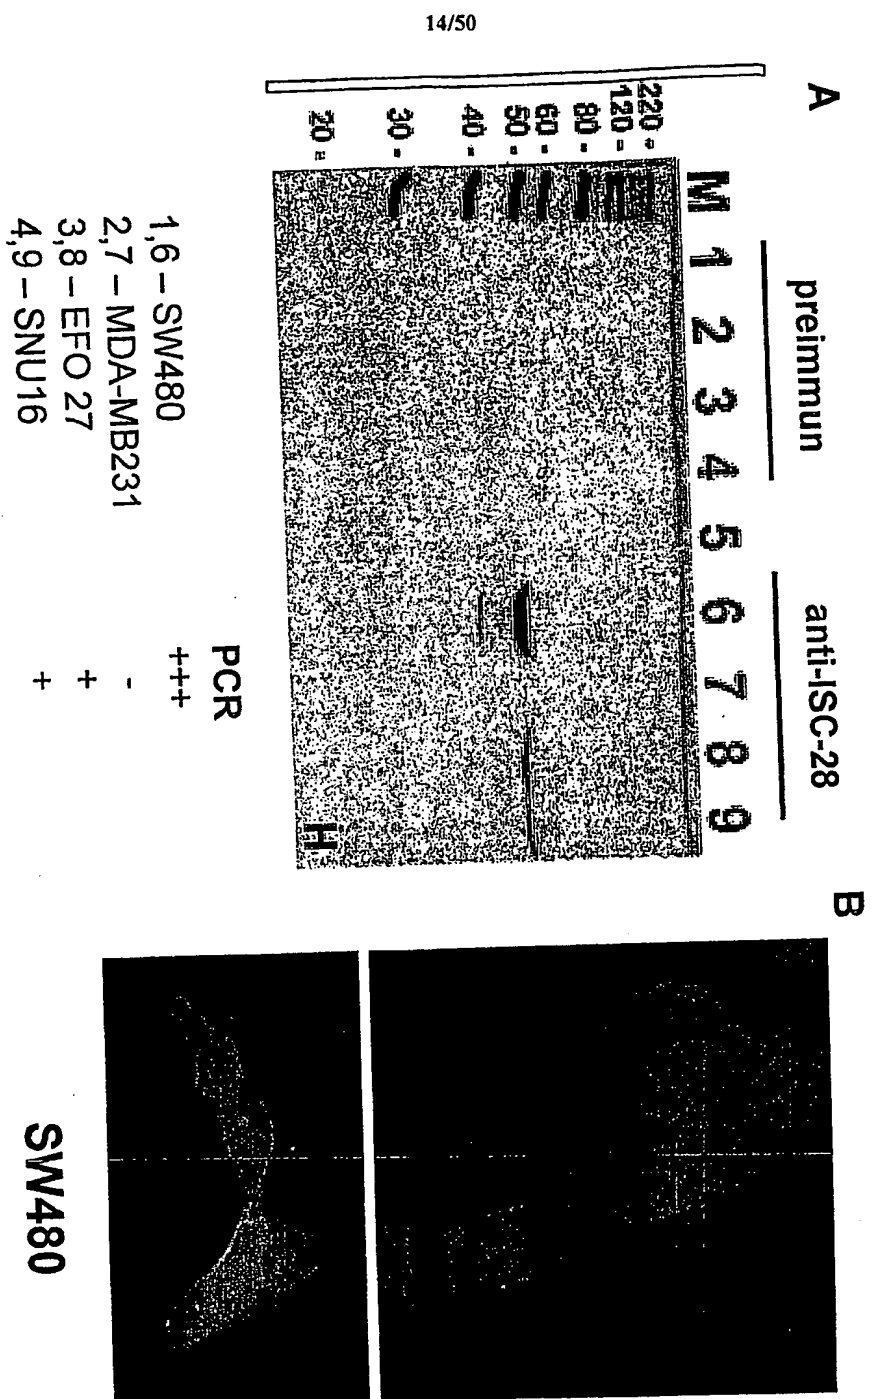 14/50
A
preimmun
anti-ISC-28
M 1 2 3 4 5 6 7 8 9
220
120
80
60
50
40
30
20
H
PCR
1,6 – SW480 +++
2,7 – MDA-MB231 -
3,8 – EFO 27 +
4,9 – SNU16 +
B
SW480